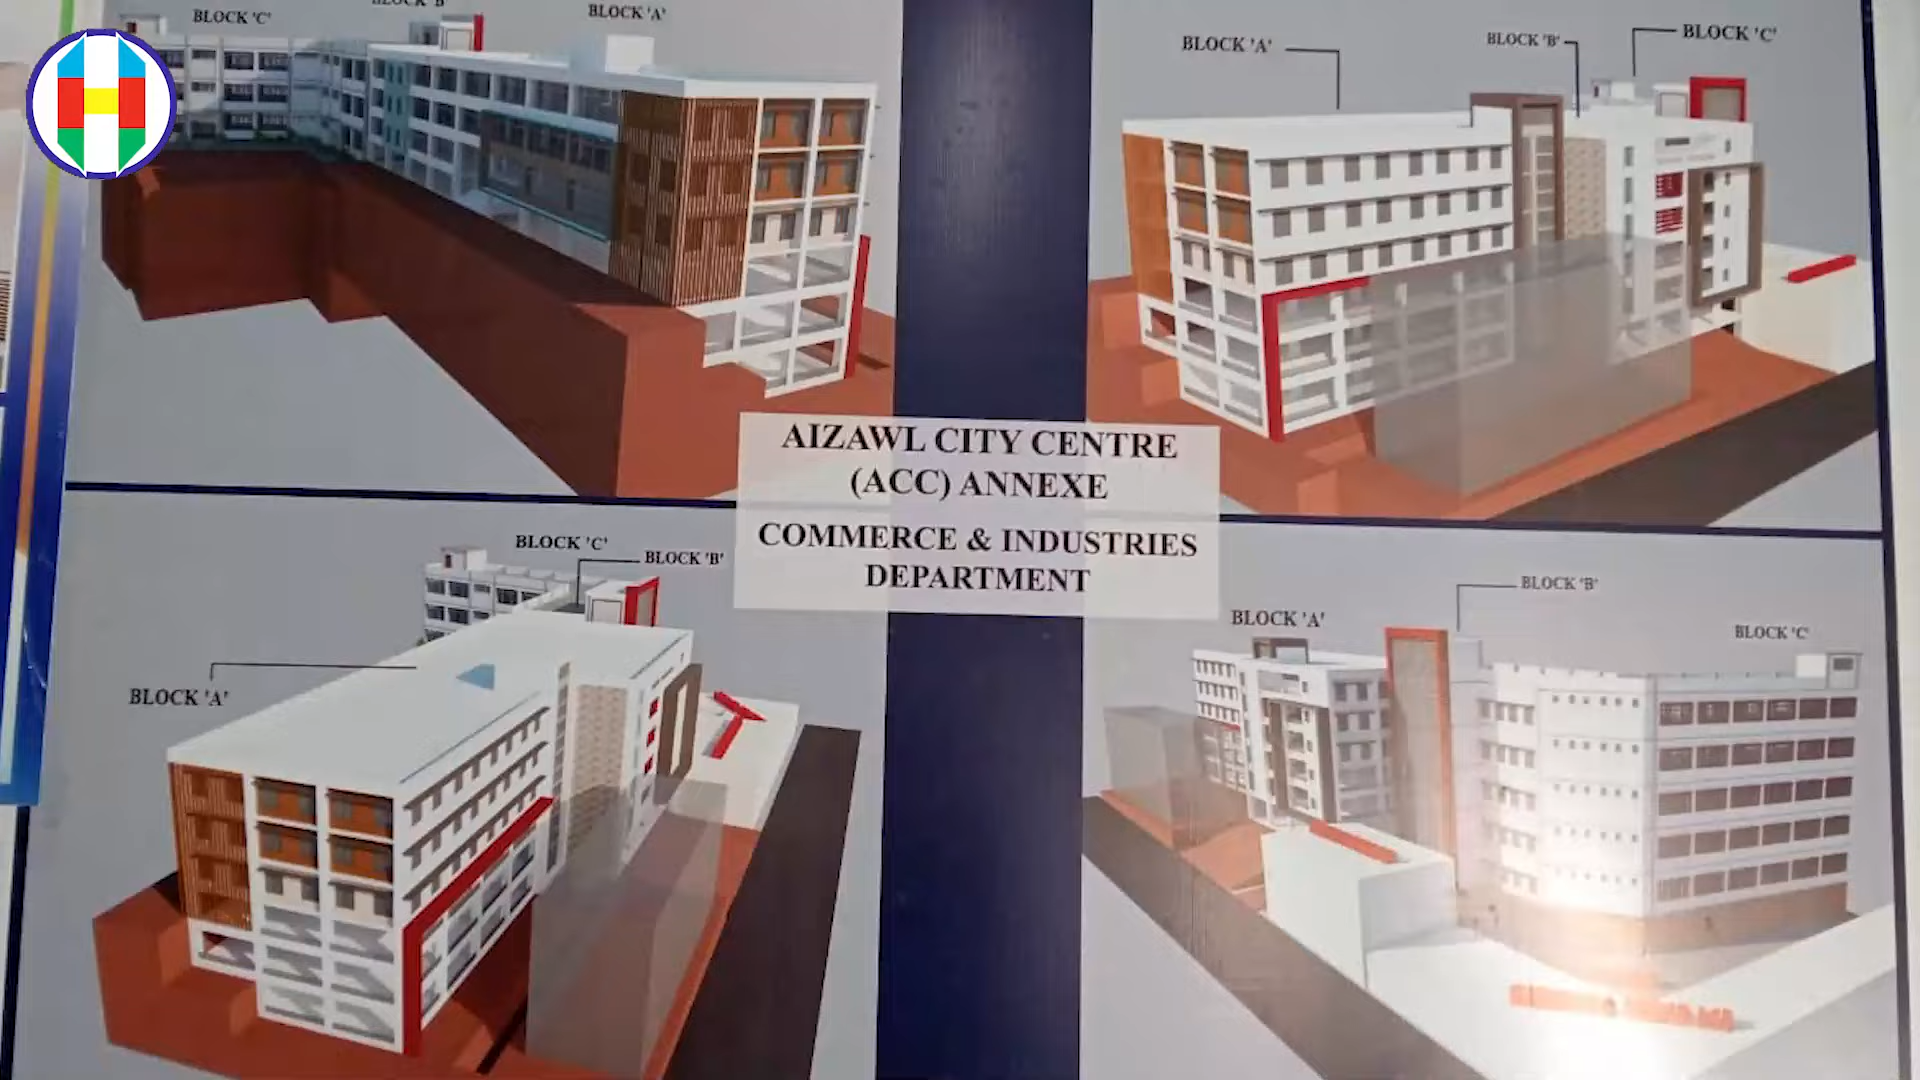 BLOCK 'C'
BLOCK 'B'
BLOCK 'A'
BLOCK 'A'
BLOCK 'B'
BLOCK 'C'
AIZAWL CITY CENTRE
(ACC) ANNEXE
COMMERCE & INDUSTRIES
DEPARTMENT
BLOCK 'C'
BLOCK 'B'
BLOCK 'A'
BLOCK 'B'
BLOCK 'A'
BLOCK 'C'
H